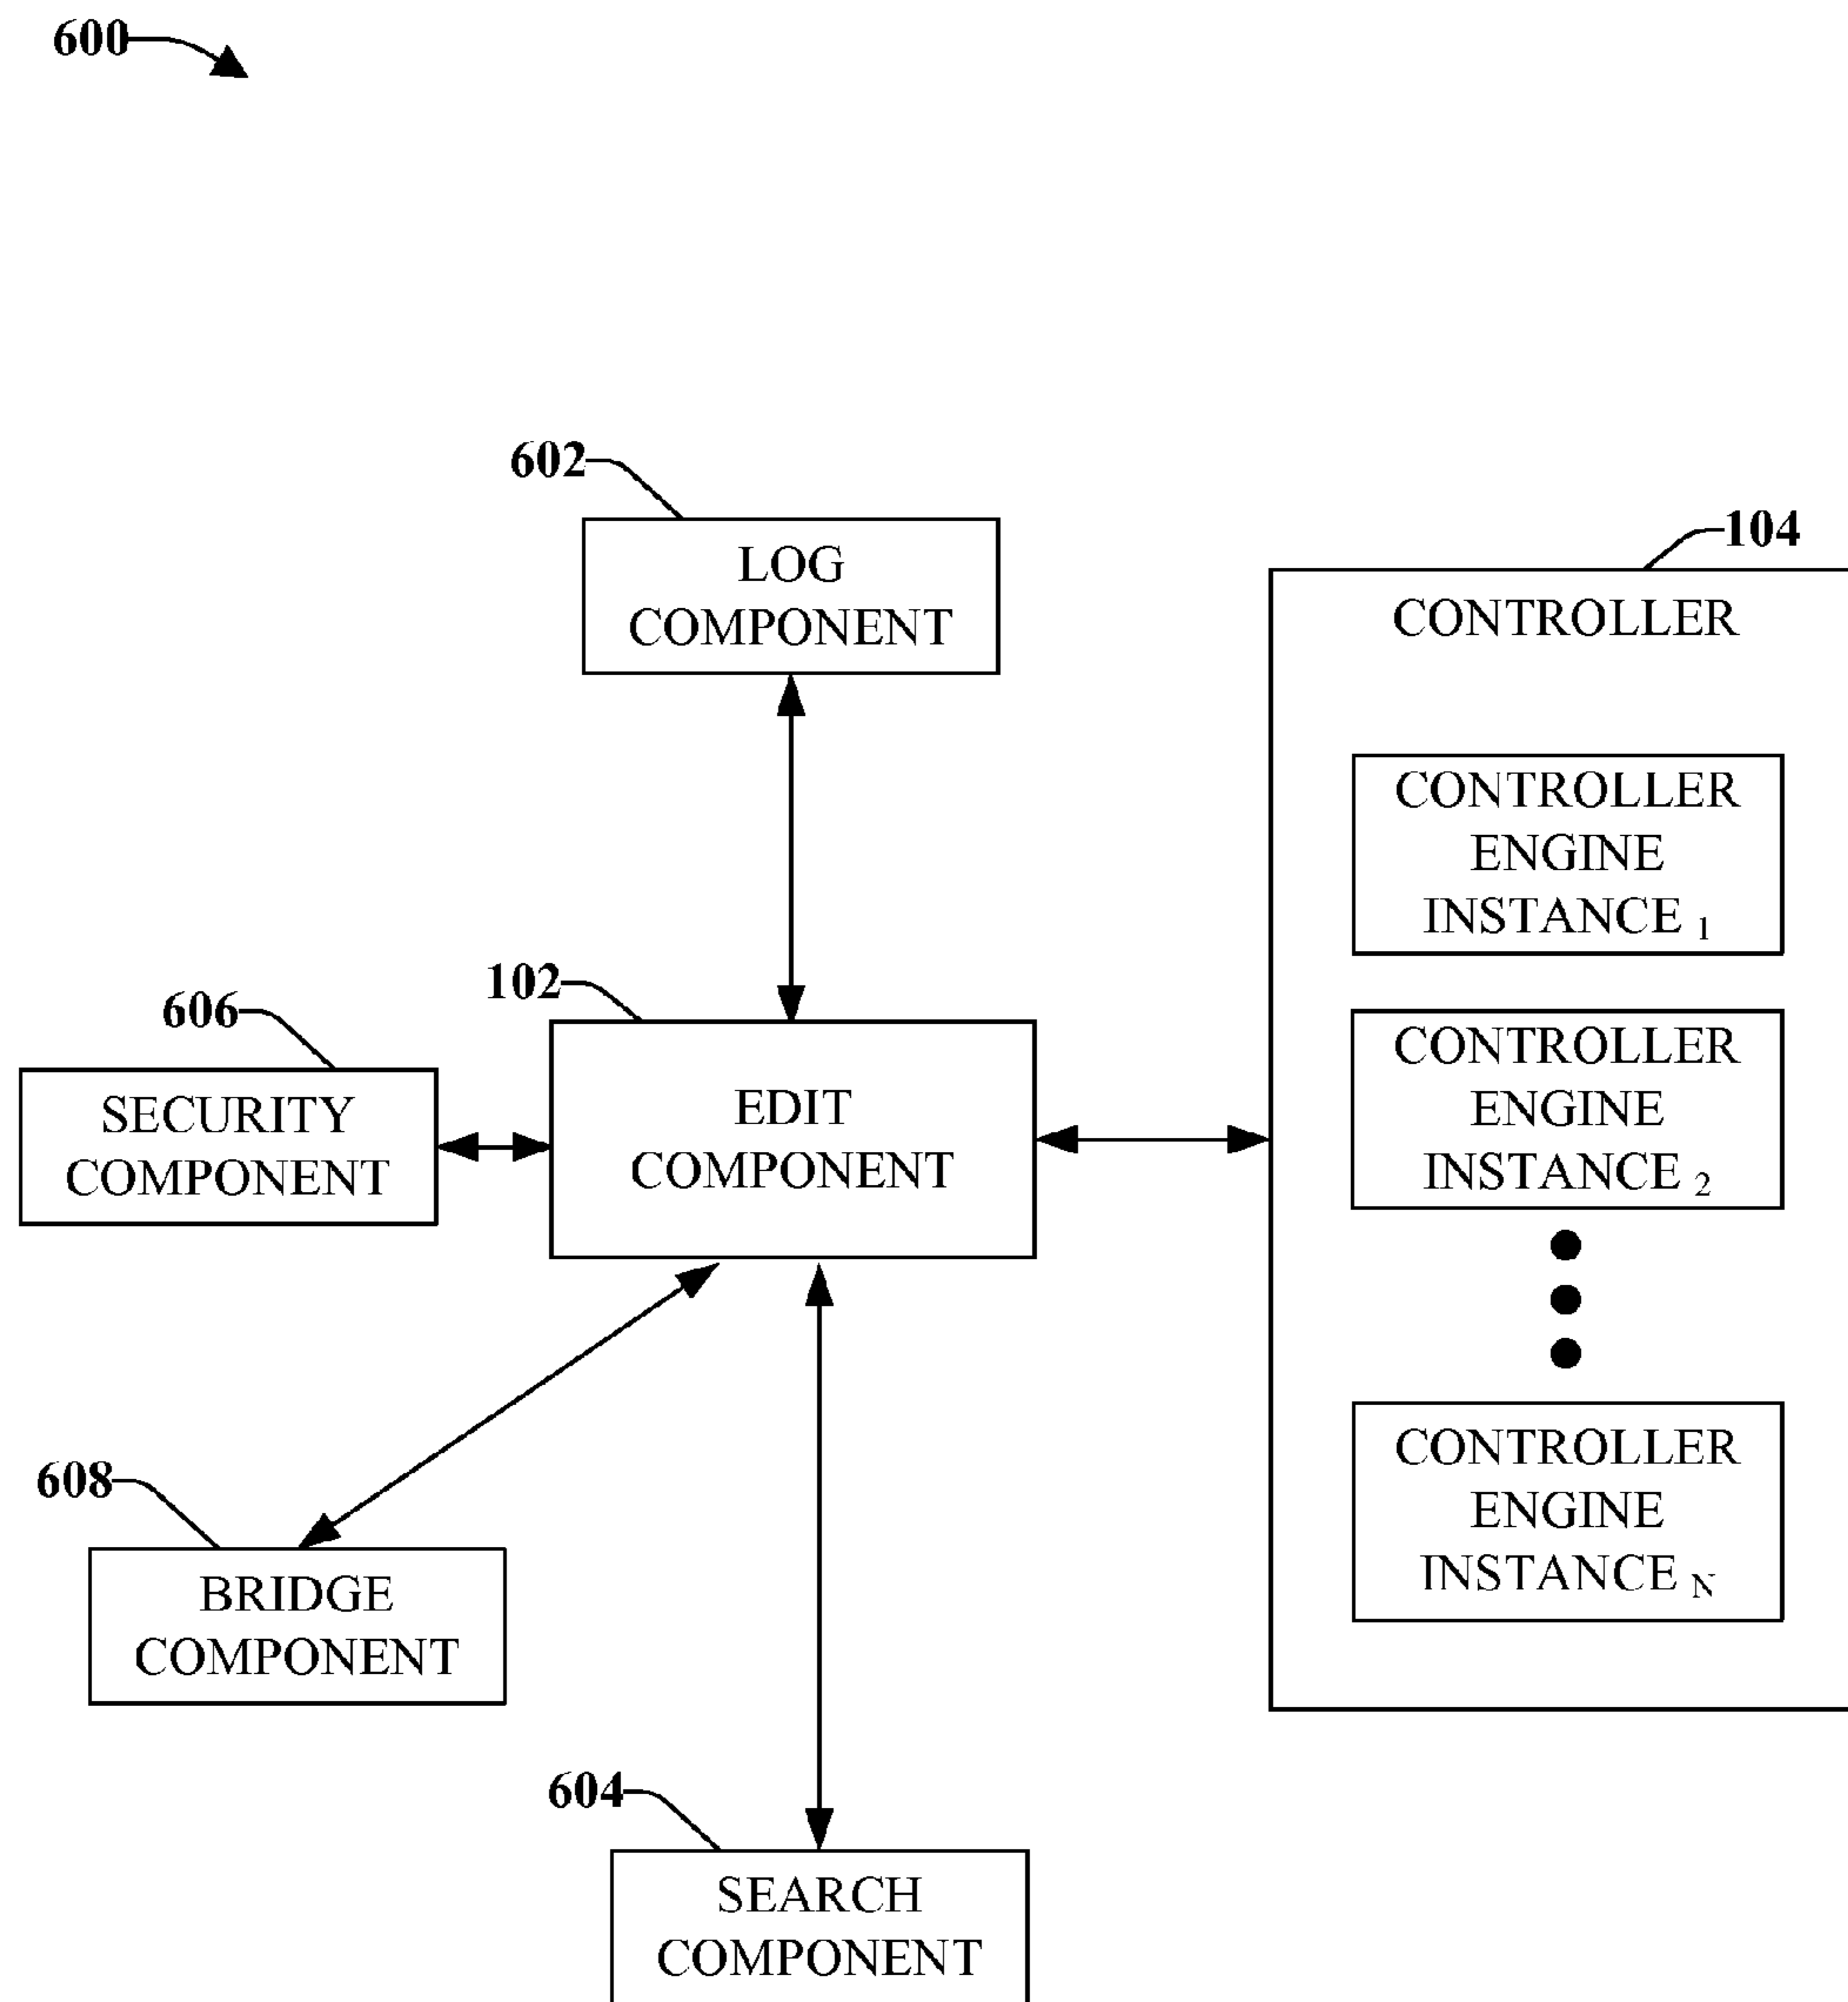 600
602
LOG
COMPONENT
104
CONTROLLER
CONTROLLER
ENGINE
INSTANCE 1
606
102
CONTROLLER
ENGINE
INSTANCE 2
SECURITY
COMPONENT
EDIT
COMPONENT
608
BRIDGE
COMPONENT
CONTROLLER
ENGINE
INSTANCE N
604
SEARCH
COMPONENT